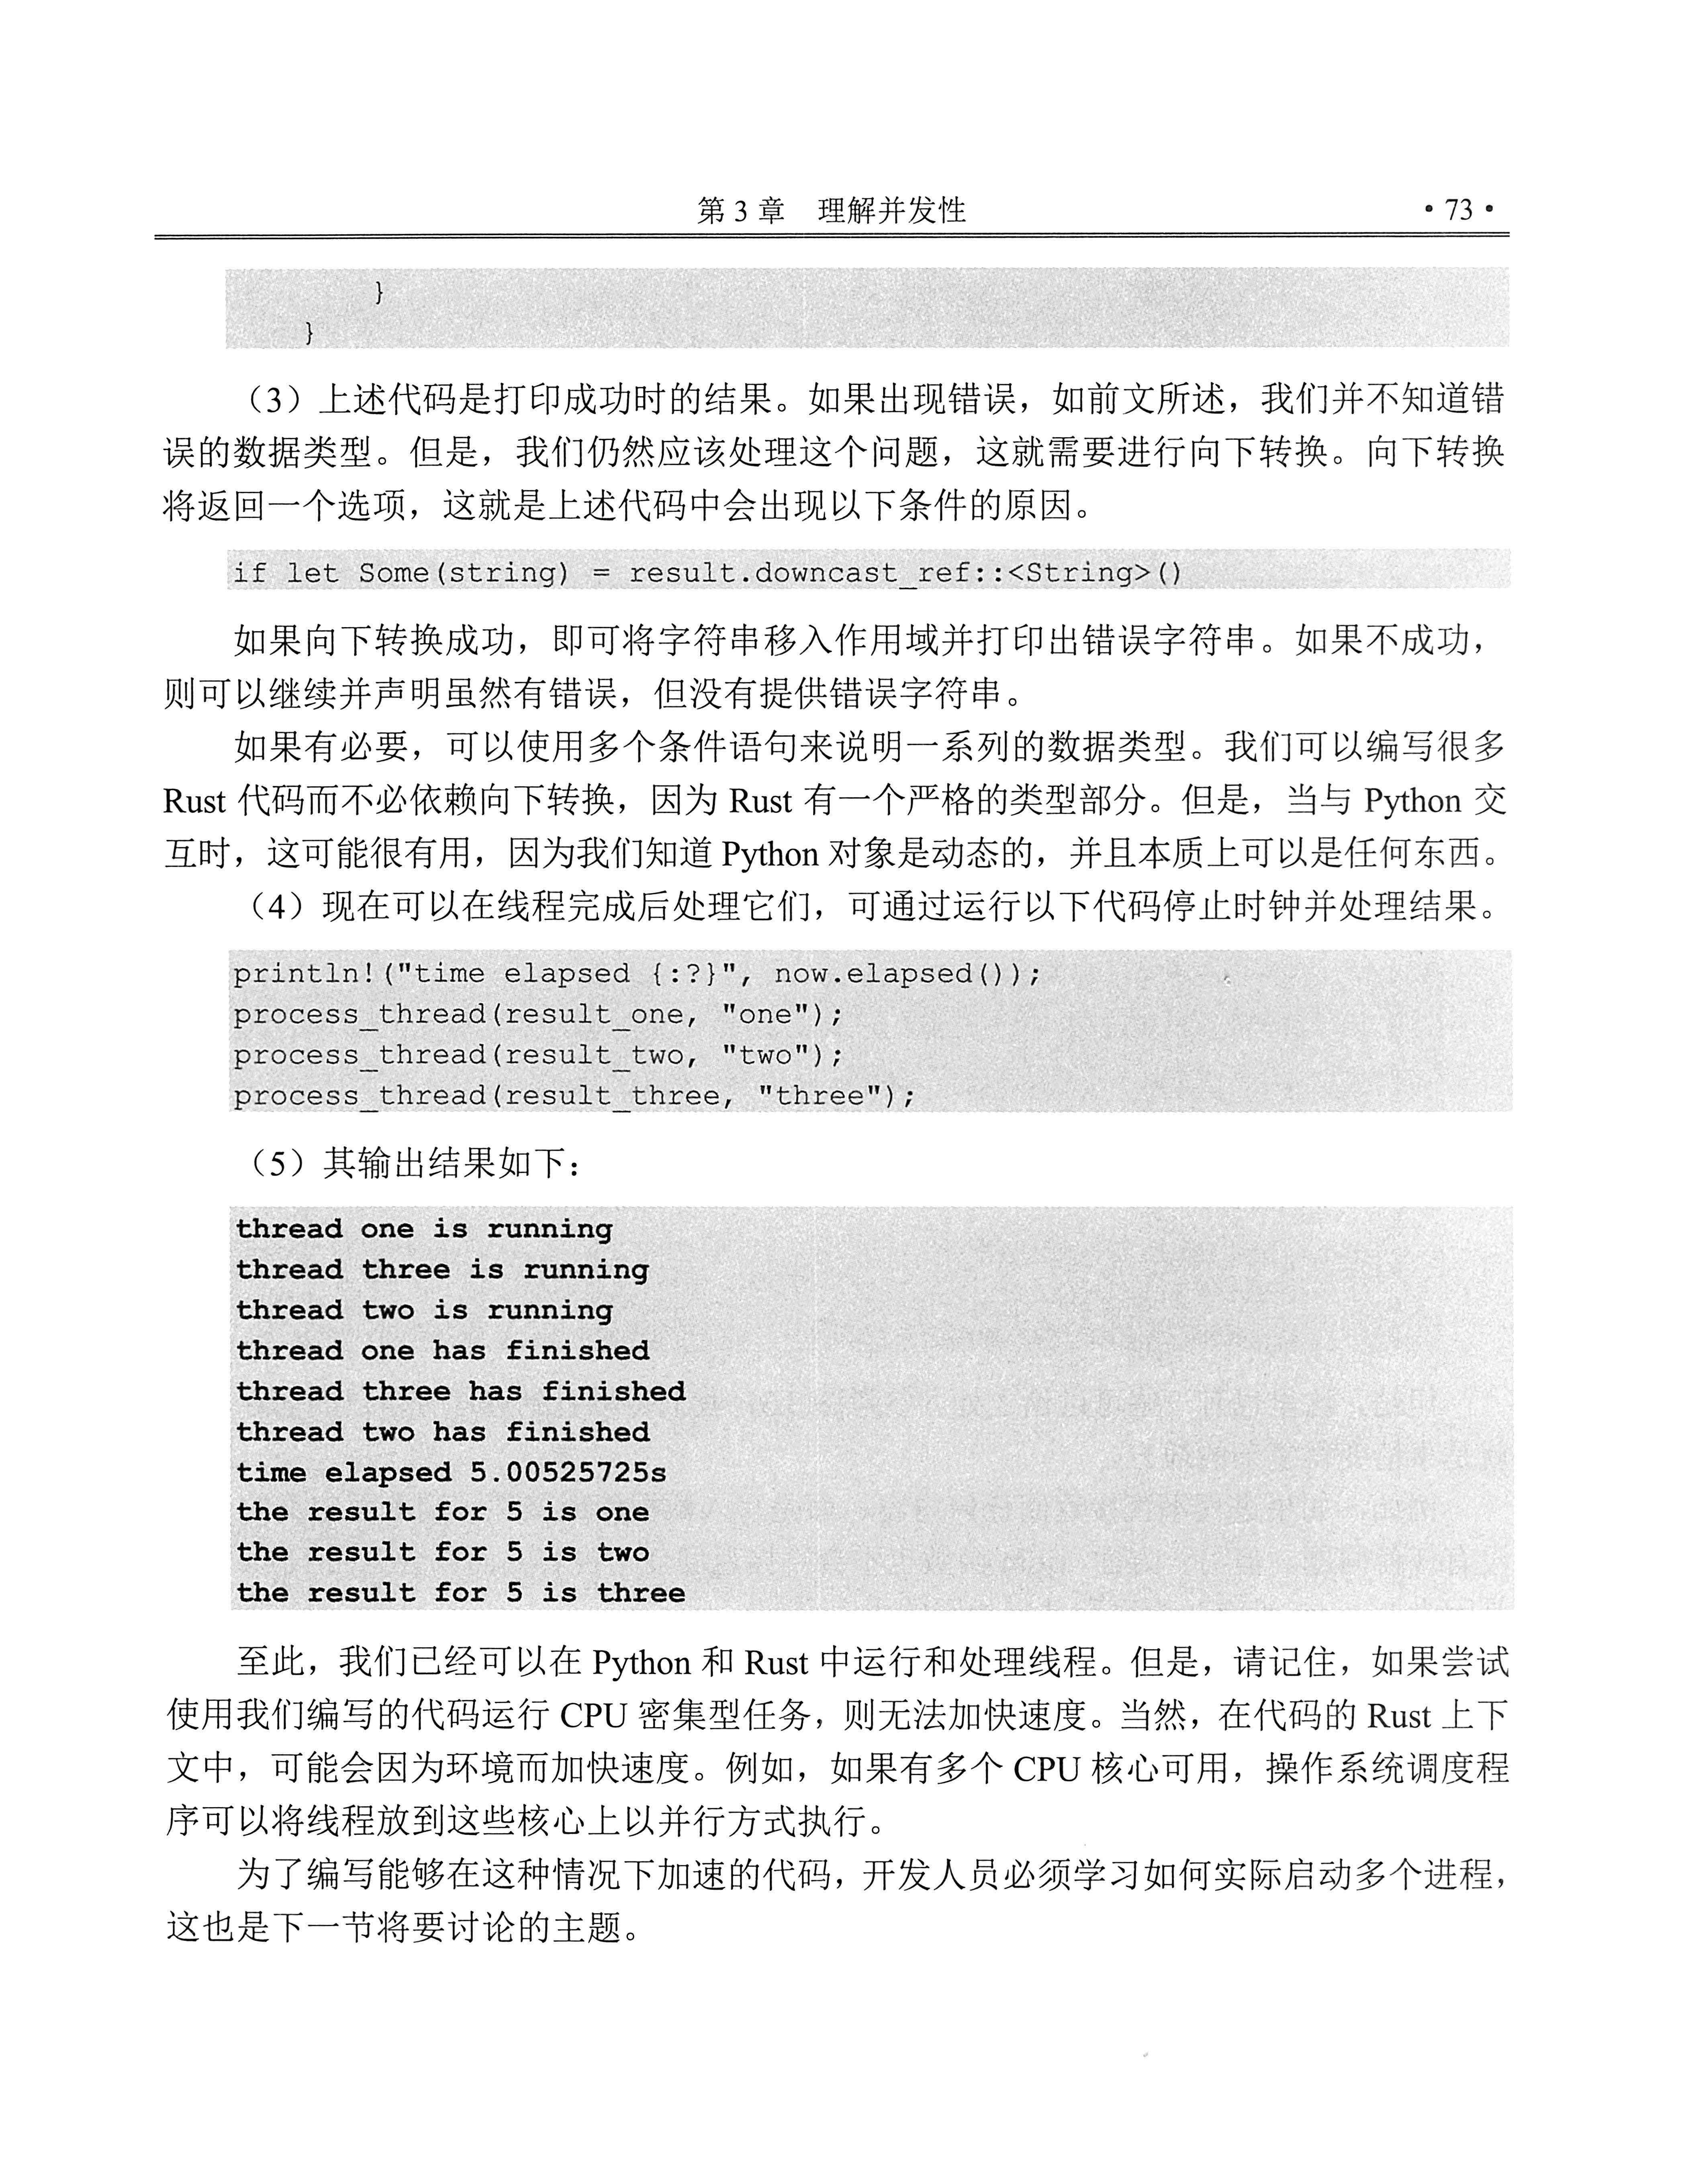 第 3 章　理解并发性
• 73 •
}
}
（3）上述代码是打印成功时的结果。如果出现错误，如前文所述，我们并不知道错
误的数据类型。但是，我们仍然应该处理这个问题，这就需要进行向下转换。向下转换
将返回一个选项，这就是上述代码中会出现以下条件的原因。
if let Some(string) = result.downcast_ref::<String>()
如果向下转换成功，即可将字符串移入作用域并打印出错误字符串。如果不成功，
则可以继续并声明虽然有错误，但没有提供错误字符串。
如果有必要，可以使用多个条件语句来说明一系列的数据类型。我们可以编写很多
Rust 代码而不必依赖向下转换，因为 Rust 有一个严格的类型部分。但是，当与 Python 交
互时，这可能很有用，因为我们知道 Python 对象是动态的，并且本质上可以是任何东西。
（4）现在可以在线程完成后处理它们，可通过运行以下代码停止时钟并处理结果。
println!("time elapsed {:?}", now.elapsed());
process_thread(result_one, "one");
process_thread(result_two, "two");
process_thread(result_three, "three");
（5）其输出结果如下：
thread one is running
thread three is running
thread two is running
thread one has finished
thread three has finished
thread two has finished
time elapsed 5.00525725s
the result for 5 is one
the result for 5 is two
the result for 5 is three
至此，我们已经可以在 Python 和 Rust 中运行和处理线程。但是，请记住，如果尝试
使用我们编写的代码运行 CPU 密集型任务，则无法加快速度。当然，在代码的 Rust 上下
文中，可能会因为环境而加快速度。例如，如果有多个 CPU 核心可用，操作系统调度程
序可以将线程放到这些核心上以并行方式执行。
为了编写能够在这种情况下加速的代码，开发人员必须学习如何实际启动多个进程，
这也是下一节将要讨论的主题。